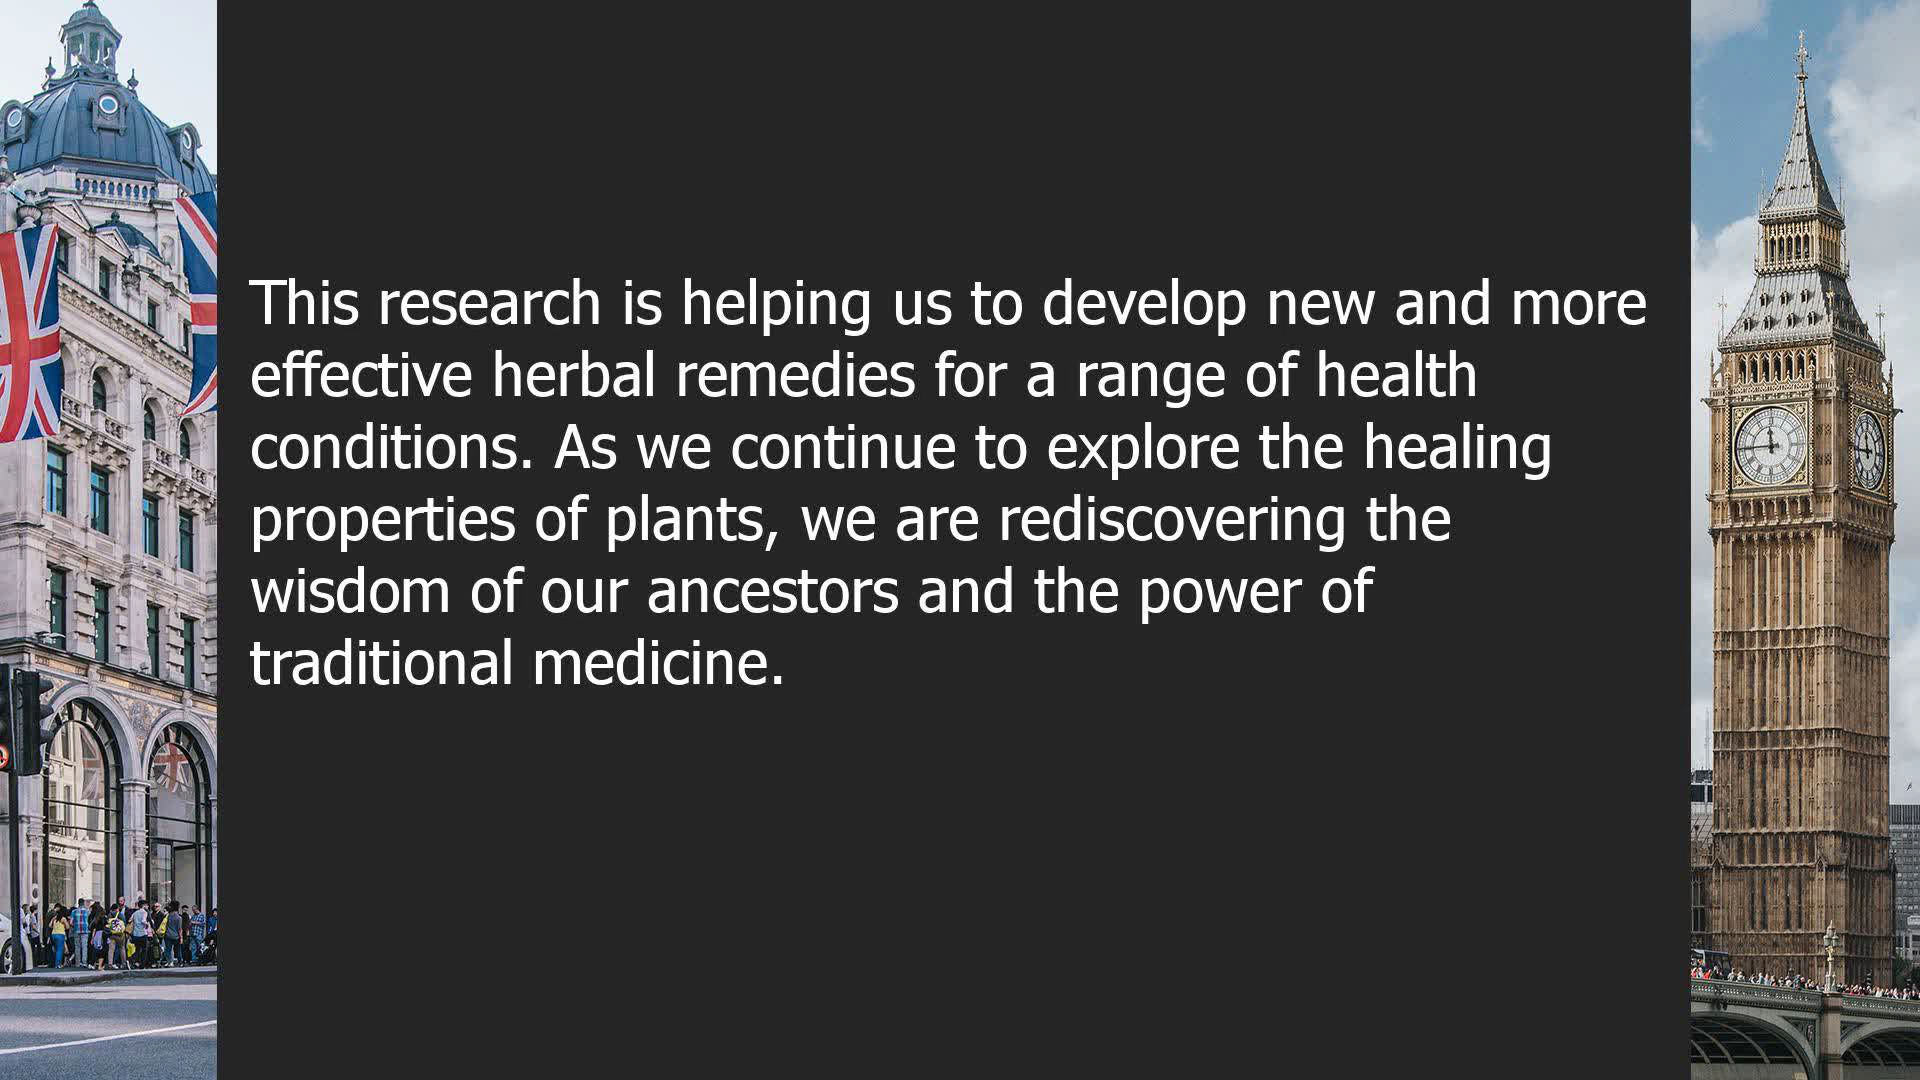 This research is helping us to develop new and more
effective herbal remedies for a range of health
conditions. As we continue to explore the healing
properties of plants, we are rediscovering the
wisdom of our ancestors and the power of
traditional medicine.